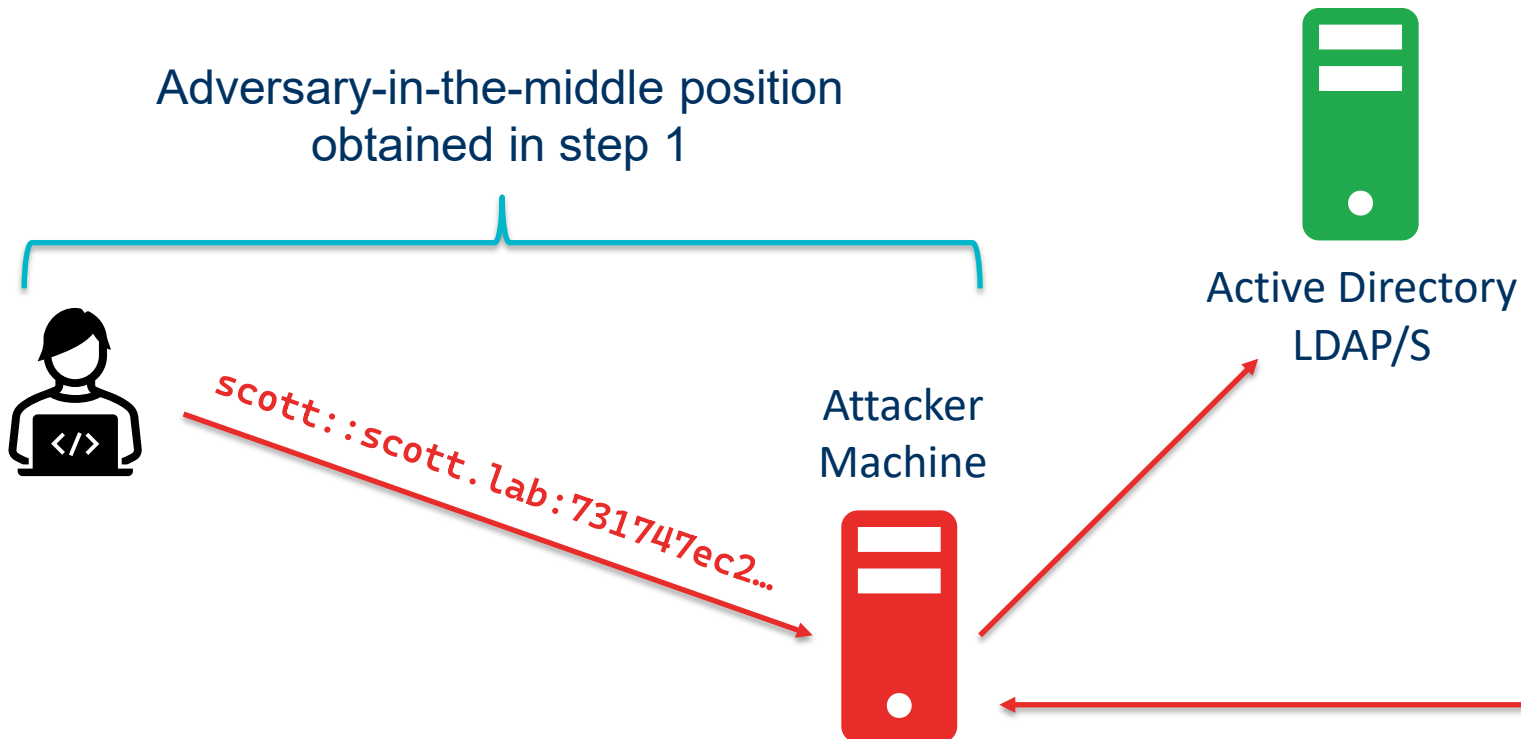 Adversary-in-the-middle position
obtained in step 1
Active Directory
LDAP/S
</>
scott::scott.lab:731747ec2…
Attacker
Machine